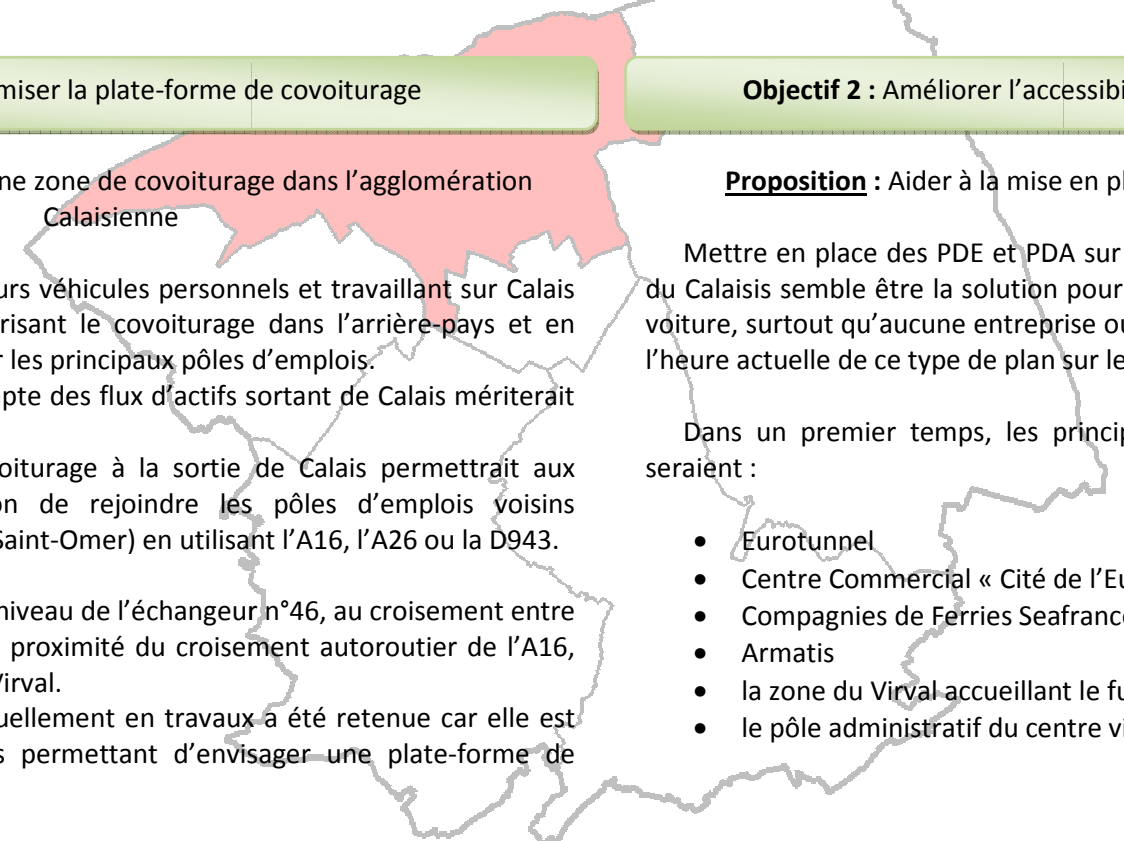 miser la plate-forme de covoiturage
ne zone de covoiturage dans l’agglomération
Calaisienne
urs véhicules personnels et travaillant sur Calais
risant le covoiturage dans l’arrière-pays et en
r les principaux pôles d’emplois.
pte des flux d’actifs sortant de Calais mériterait
voiturage à la sortie de Calais permettrait aux
on de rejoindre les pôles d’emplois voisins
Saint-Omer) en utilisant l’A16, l’A26 ou la D943.
niveau de l’échangeur n°46, au croisement entre
proximité du croisement autoroutier de l’A16,
Virval.
uellement en travaux a été retenue car elle est
s permettant d’envisager une plate-forme de
Objectif 2 : Améliorer l’accessibi
Proposition : Aider à la mise en pl
Mettre en place des PDE et PDA sur
du Calaisis semble être la solution pour
voiture, surtout qu’aucune entreprise ou
l’heure actuelle de ce type de plan sur le
Dans un premier temps, les princip
seraient :
• Eurotunnel
• Centre Commercial « Cité de l’Eu
• Compagnies de Ferries Seafrance
• Armatis
• la zone du Virval accueillant le fu
• le pôle administratif du centre vi